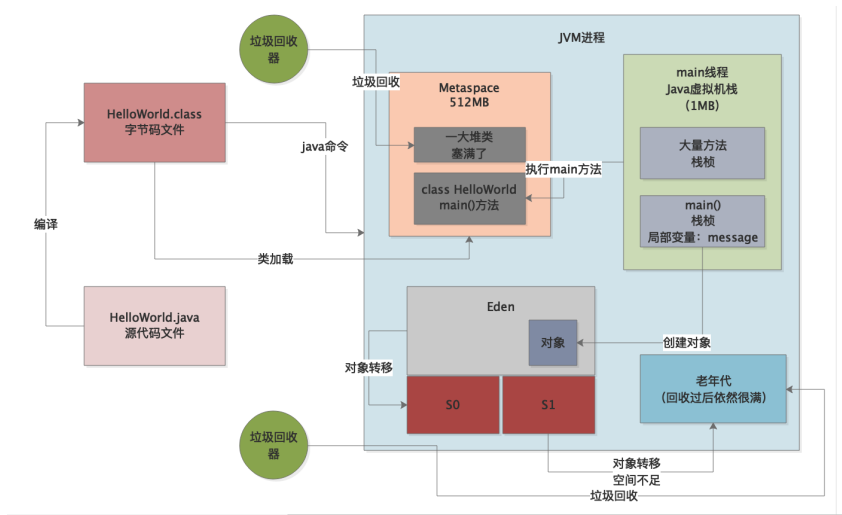 垃圾回收
器
JVM进程
垃圾回收
Metaspace
512MB
main线程
Java虚拟机栈
（1MB）
HelloWorld.class
字节码文件
java命令
一大堆类
塞满了
大量方法
栈桢
执行main方法
class HelloWorld
main()方法
main()
栈桢
局部变量：message
编译
类加载
HelloWorld.java
源代码文件
Eden
对象
创建对象
对象转移
S0
S1
老年代
（回收过后依然很满）
垃圾回收
器
对象转移
空间不足
垃圾回收